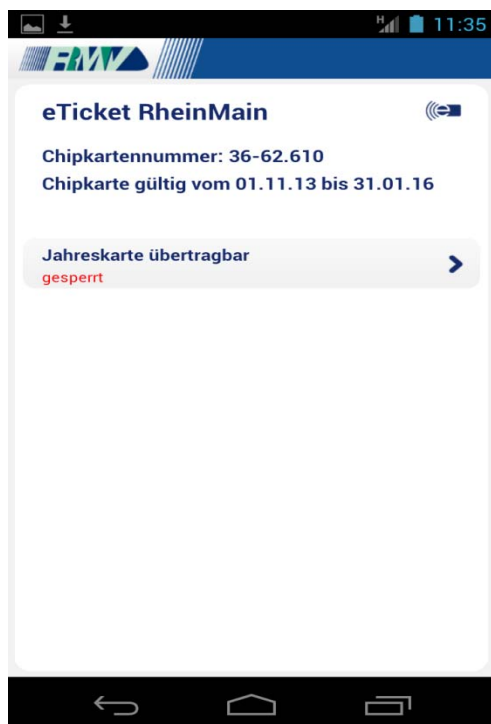 H
11:35
RMV
eTicket RheinMain
Chipkartennummer: 36-62.610
Chipkarte gültig vom 01.11.13 bis 31.01.16
Jahreskarte übertragbar
gesperrt